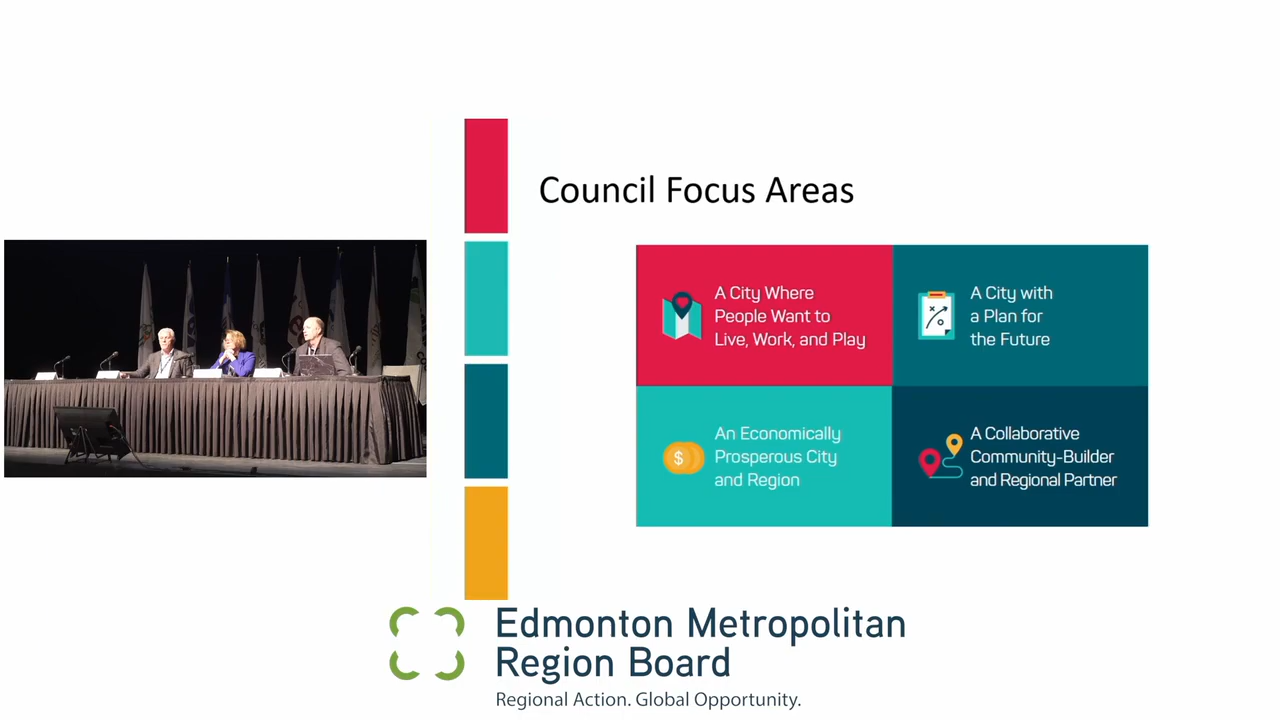 Council Focus Areas
A City Where
People Want to
Live, Work, and Play
A City with
a Plan for
the Future
$
An Economically
Prosperous City
and Region
A Collaborative
Community-Builder
and Regional Partner
Edmonton Metropolitan
Region Board
Regional Action. Global Opportunity.